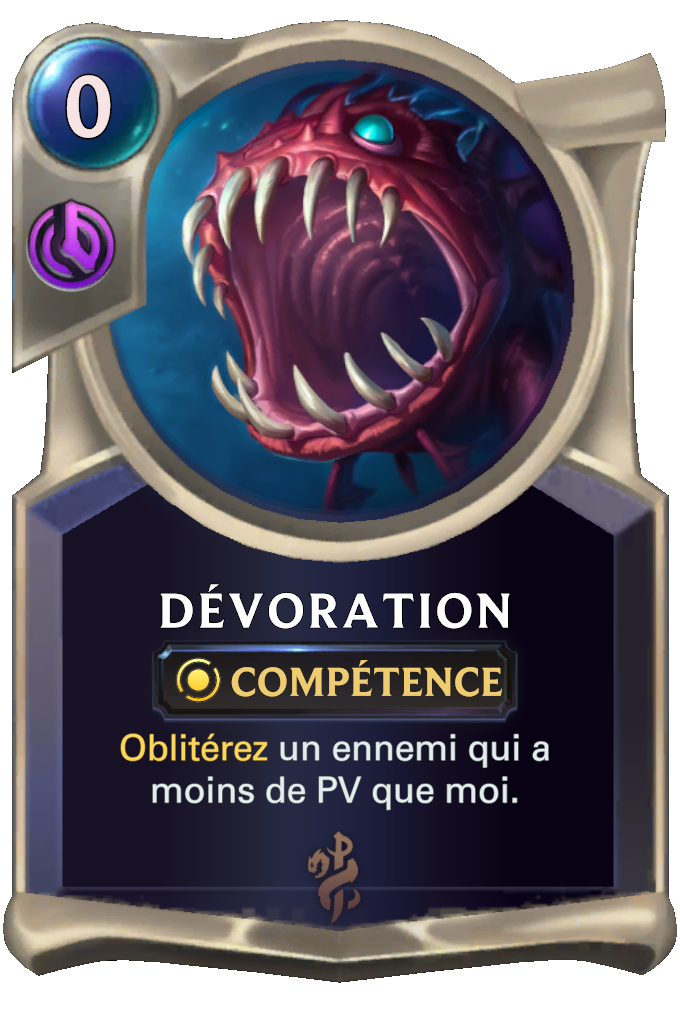 0
DÉVORATION
COMPÉTENCE
Oblitérez un ennemi qui a
moins de PV que moi.